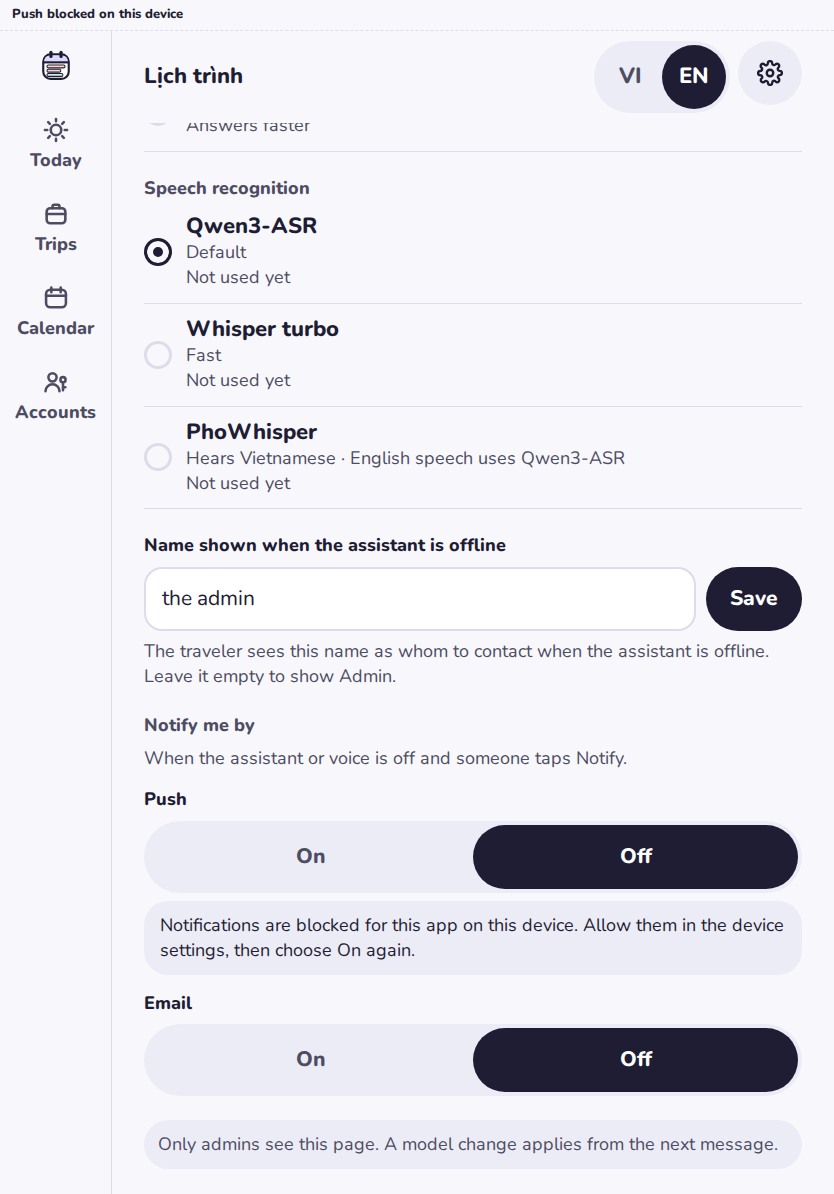 Push blocked on this device
Lịch trình
VI
EN
Today
Trips
Calendar
Accounts
Answers faster
Speech recognition
Qwen3-ASR
Default
Not used yet
Whisper turbo
Fast
Not used yet
PhoWhisper
Hears Vietnamese · English speech uses Qwen3-ASR
Not used yet
Name shown when the assistant is offline
the admin
Save
The traveler sees this name as whom to contact when the assistant is offline.
Leave it empty to show Admin.
Notify me by
When the assistant or voice is off and someone taps Notify.
Push
On
Off
Notifications are blocked for this app on this device. Allow them in the device
settings, then choose On again.
Email
On
Off
Only admins see this page. A model change applies from the next message.